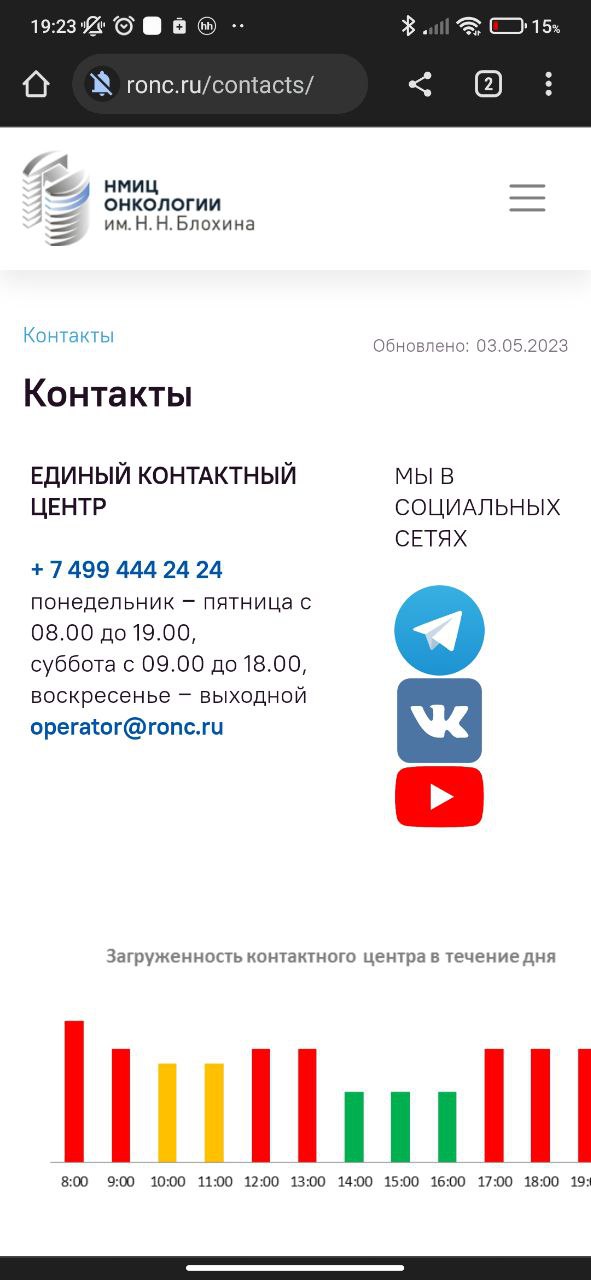 19:23 hh 15%
ronc.ru/contacts/ 2
НМИЦ
ОНКОЛОГИИ
им. Н. Н. Блохина
Контакты
Обновлено: 03.05.2023
Контакты
ЕДИНЫЙ КОНТАКТНЫЙ
ЦЕНТР
+ 7 499 444 24 24
понедельник – пятница с
08.00 до 19.00,
суббота с 09.00 до 18.00,
воскресенье – выходной
operator@ronc.ru
МЫ В
СОЦИАЛЬНЫХ
СЕТЯХ
Загруженность контактного центра в течение дня
8:00 9:00 10:00 11:00 12:00 13:00 14:00 15:00 16:00 17:00 18:00 19:0